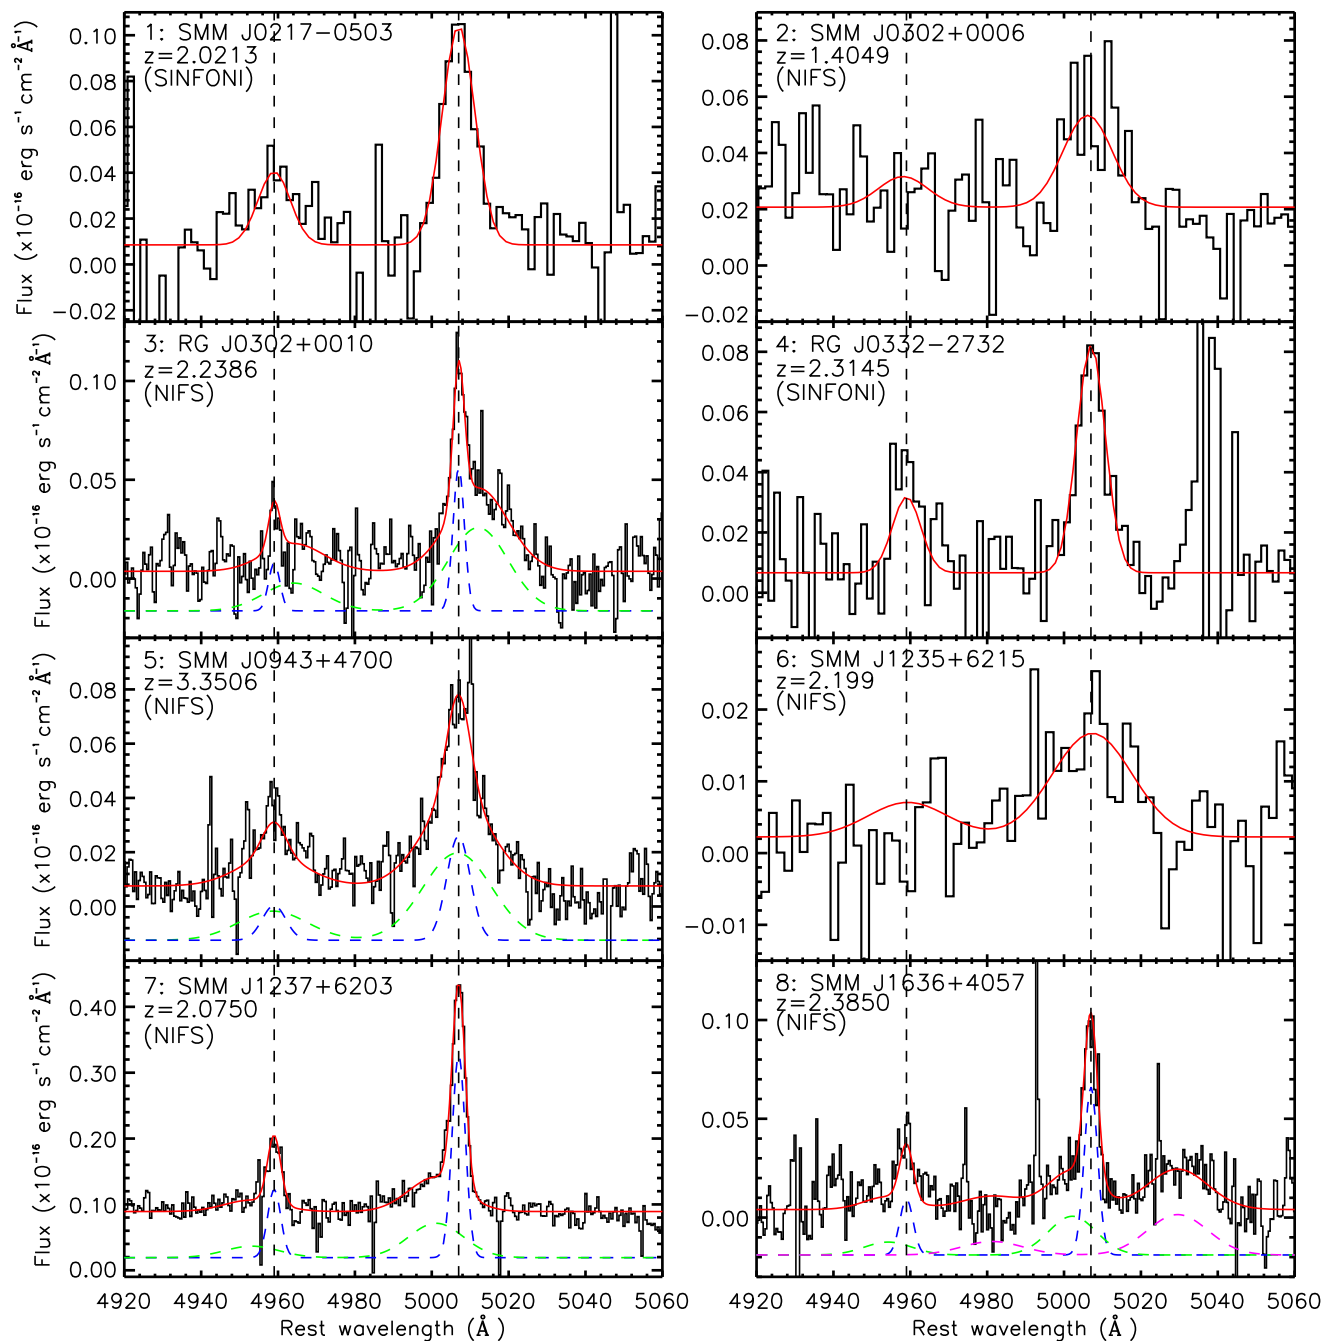 1: SMM J0217−0503
z=2.0213
(SINFONI)
0.10
0.08
0.06
0.04
0.02
0.00
−0.02
Flux (x10⁻¹⁶ erg s⁻¹ cm⁻² Å⁻¹)
2: SMM J0302+0006
z=1.4049
(NIFS)
0.08
0.06
0.04
0.02
0.00
−0.02
3: RG J0302+0010
z=2.2386
(NIFS)
0.10
0.05
0.00
Flux (x10⁻¹⁶ erg s⁻¹ cm⁻² Å⁻¹)
4: RG J0332−2732
z=2.3145
(SINFONI)
0.08
0.06
0.04
0.02
0.00
5: SMM J0943+4700
z=3.3506
(NIFS)
0.08
0.06
0.04
0.02
0.00
Flux (x10⁻¹⁶ erg s⁻¹ cm⁻² Å⁻¹)
6: SMM J1235+6215
z=2.199
(NIFS)
0.02
0.01
0.00
−0.01
7: SMM J1237+6203
z=2.0750
(NIFS)
0.40
0.30
0.20
0.10
0.00
Flux (x10⁻¹⁶ erg s⁻¹ cm⁻² Å⁻¹)
8: SMM J1636+4057
z=2.3850
(NIFS)
0.10
0.05
0.00
4920 4940 4960 4980 5000 5020 5040 5060
Rest wavelength (Å)
4920 4940 4960 4980 5000 5020 5040 5060
Rest wavelength (Å)